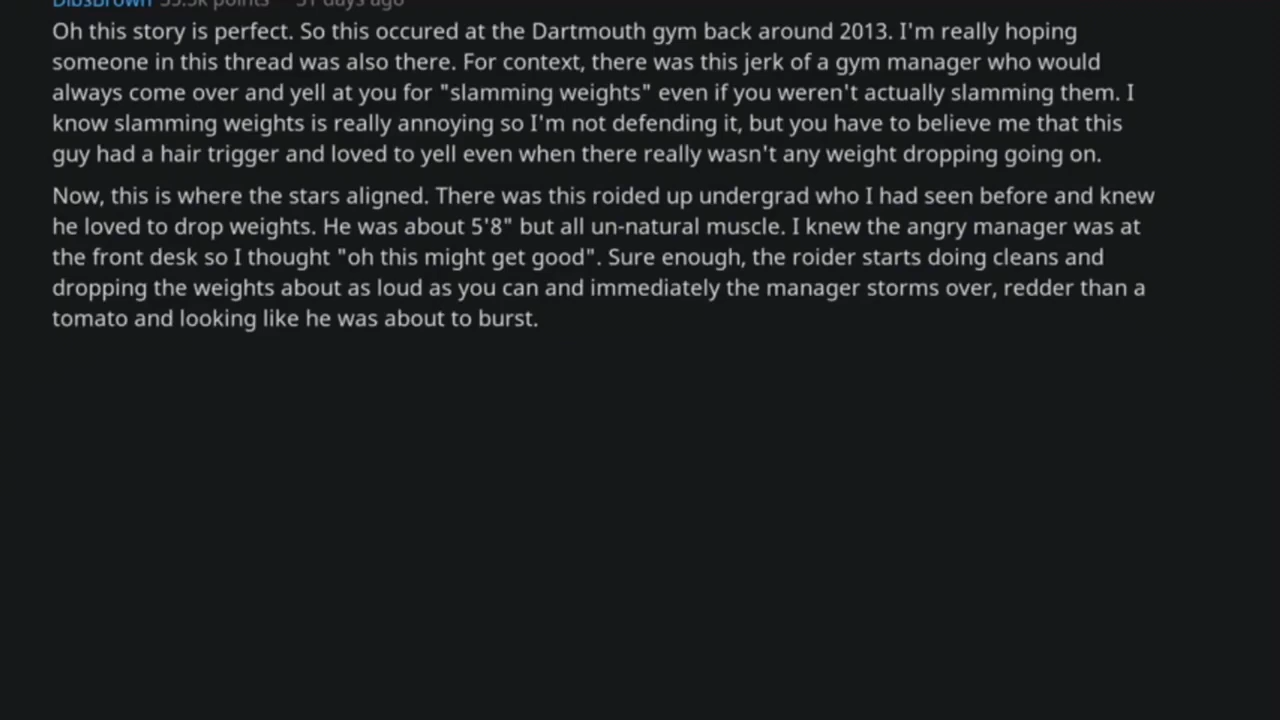 DibsBrown 55.5k points · 31 days ago
Oh this story is perfect. So this occured at the Dartmouth gym back around 2013. I'm really hoping
someone in this thread was also there. For context, there was this jerk of a gym manager who would
always come over and yell at you for "slamming weights" even if you weren't actually slamming them. I
know slamming weights is really annoying so I'm not defending it, but you have to believe me that this
guy had a hair trigger and loved to yell even when there really wasn't any weight dropping going on.
Now, this is where the stars aligned. There was this roided up undergrad who I had seen before and knew
he loved to drop weights. He was about 5'8" but all un-natural muscle. I knew the angry manager was at
the front desk so I thought "oh this might get good". Sure enough, the roider starts doing cleans and
dropping the weights about as loud as you can and immediately the manager storms over, redder than a
tomato and looking like he was about to burst.